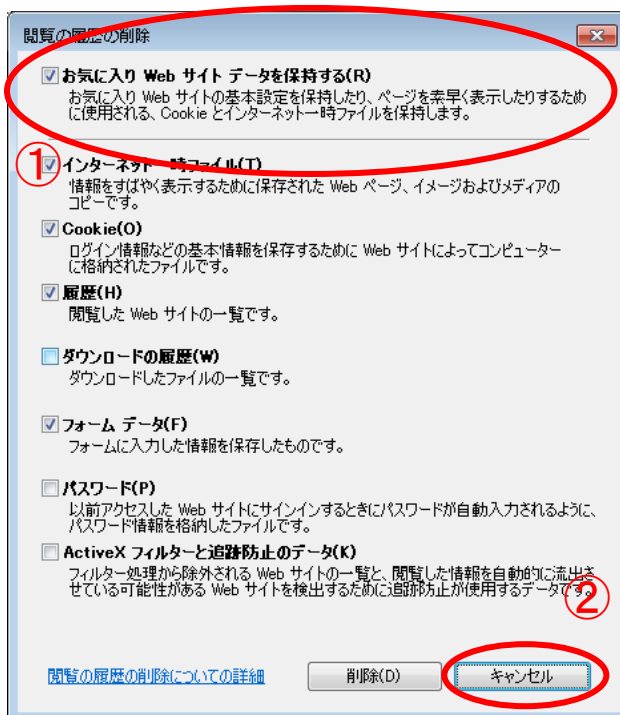 閲覧の履歴の削除
お気に入り Web サイト データを保持する(R)
お気に入り Web サイトの基本設定を保持したり、ページを素早く表示したりするため
に使用される、Cookie とインターネット一時ファイルを保持します。
①
インターネット一時ファイル(T)
情報をすばやく表示するために保存された Web ページ、イメージおよびメディアの
コピーです。
Cookie(O)
ログイン情報などの基本情報を保存するために Web サイトによってコンピューター
に格納されたファイルです。
履歴(H)
閲覧した Web サイトの一覧です。
ダウンロードの履歴(W)
ダウンロードしたファイルの一覧です。
フォーム データ(F)
フォームに入力した情報を保存したものです。
パスワード(P)
以前アクセスした Web サイトにサインインするときにパスワードが自動入力されるように、
パスワード情報を格納したファイルです。
ActiveX フィルターと追跡防止のデータ(K)
フィルター処理から除外される Web サイトの一覧と、閲覧した情報を自動的に流出さ
せている可能性がある Web サイトを検出するために追跡防止が使用するデータです。
②
閲覧の履歴の削除についての詳細
削除(D)
キャンセル